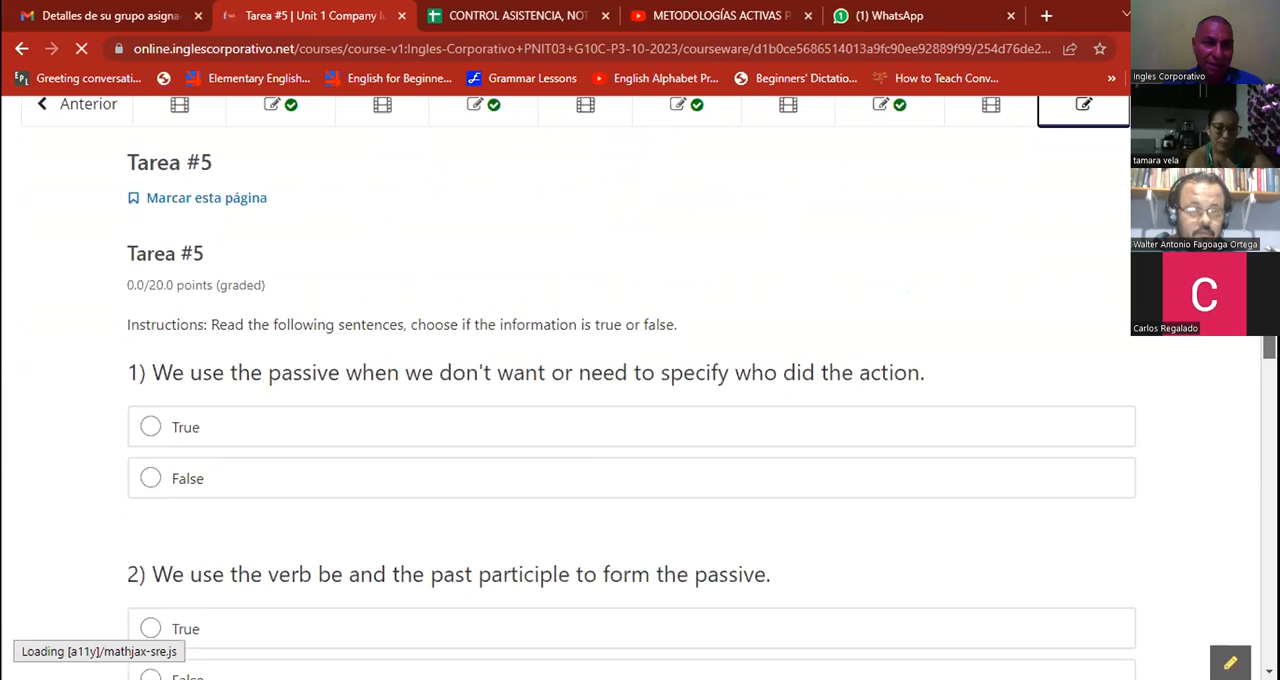 Detalles de su grupo asigna
Tarea #5 | Unit 1 Company I
CONTROL ASISTENCIA, NOT
METODOLOGÍAS ACTIVAS P
(1) WhatsApp
online.inglescorporativo.net/courses/course-v1:Ingles-Corporativo+PNIT03+G10C-P3-10-2023/courseware/d1b0ce5686514013a9fc90ee92889f99/254d76de2...
Greeting conversati...
Elementary English...
English for Beginne...
Grammar Lessons
English Alphabet Pr...
Beginners' Dictatio...
How to Teach Conv...
»
Ingles Corporativo
tamara vela
Walter Antonio Fagoaga Ortega
C
Carlos Regalado
Anterior
Tarea #5
Marcar esta página
Tarea #5
0.0/20.0 points (graded)
Instructions: Read the following sentences, choose if the information is true or false.
1) We use the passive when we don't want or need to specify who did the action.
True
False
2) We use the verb be and the past participle to form the passive.
True
False
Loading [a11y]/mathjax-sre.js